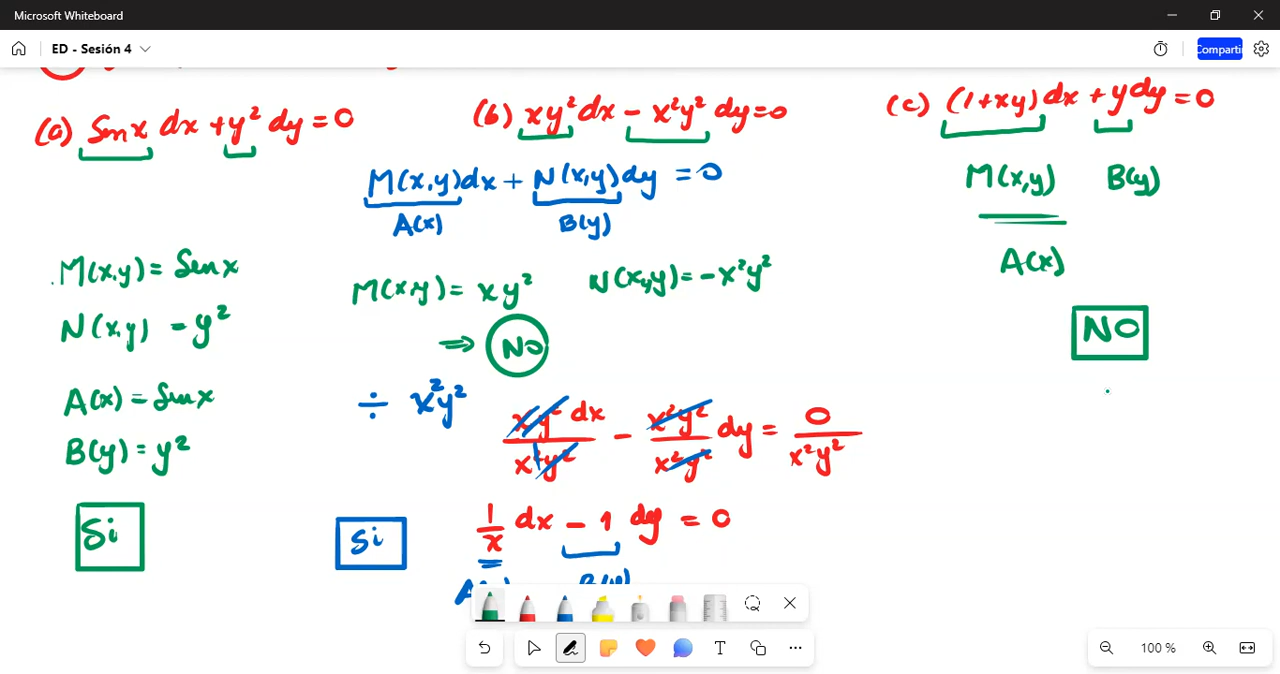 Microsoft Whiteboard
ED - Sesión 4
Comparti
(a) Sen x dx + y² dy = 0
(b) xy² dx - x²y² dy = 0
(c) (1+xy) dx + y dy = 0
M(x,y)dx + N(x,y)dy = 0
A(x) B(y)
M(x,y) B(y)
A(x)
NO
M(x,y) = Sen x
N(x,y) = y²
A(x) = Sen x
B(y) = y²
Si
M(x,y) = xy² N(x,y) = -x²y²
⇒ NO
÷ x²y²
xy² dx / x²y² - x²y² / x²y² dy = 0 / x²y²
Si
1/x dx - 1 dy = 0
B(y)
100 %